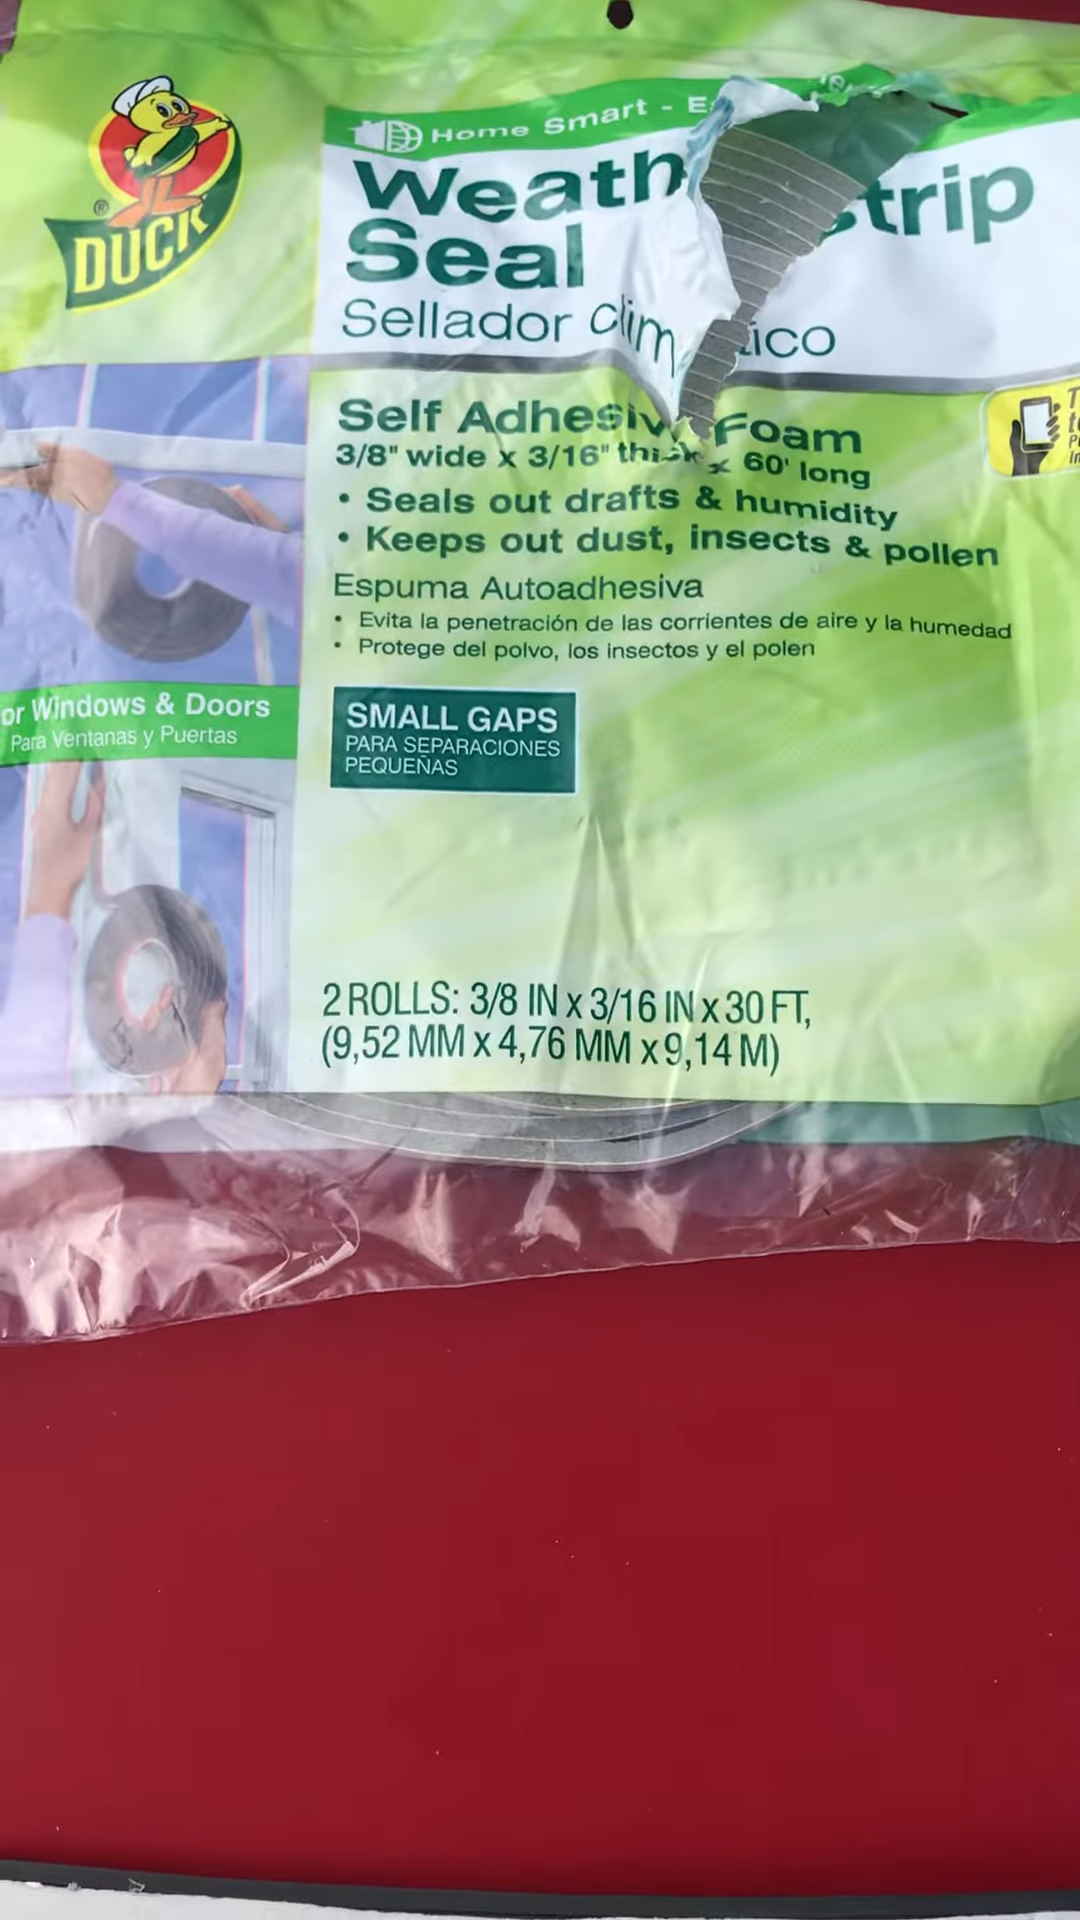 DUCK
®
Home Smart - E
Weath trip
Seal
Sellador clim tico
Self Adhesiv Foam
3/8" wide x 3/16" thick x 60' long
• Seals out drafts & humidity
• Keeps out dust, insects & pollen
Espuma Autoadhesiva
• Evita la penetración de las corrientes de aire y la humedad
• Protege del polvo, los insectos y el polen
or Windows & Doors
Para Ventanas y Puertas
SMALL GAPS
PARA SEPARACIONES
PEQUEÑAS
2 ROLLS: 3/8 IN x 3/16 IN x 30 FT,
(9,52 MM x 4,76 MM x 9,14 M)